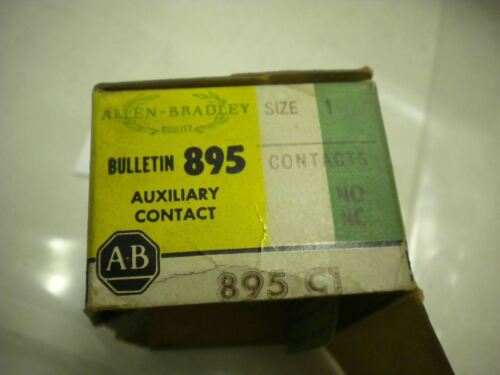 ALLEN-BRADLEY
QUALITY
BULLETIN 895
AUXILIARY
CONTACT
SIZE 1
CONTACTS
NO
NC
A-B
895 C1